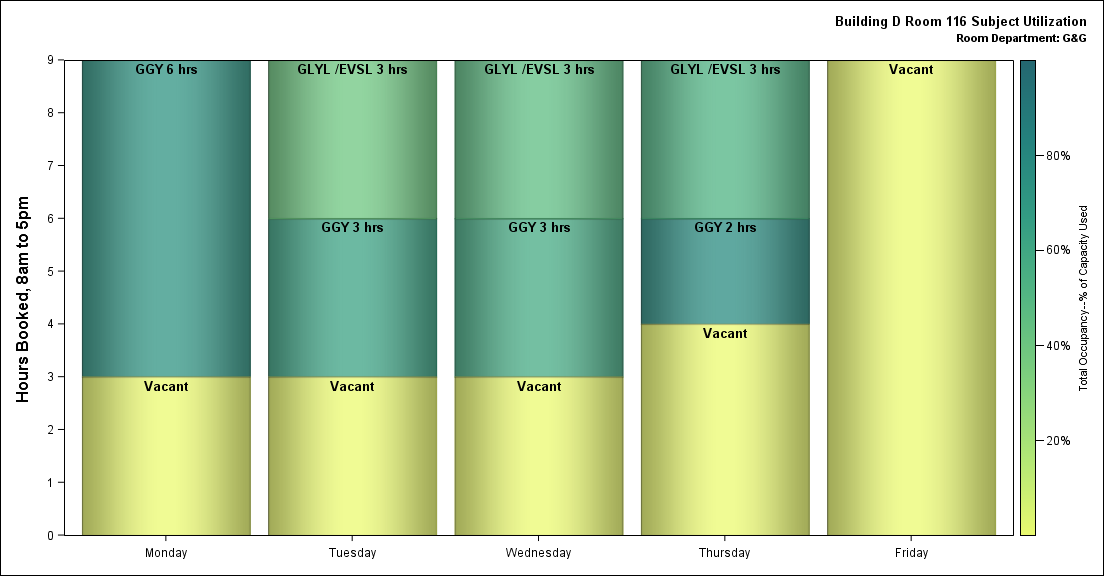 Building D Room 116 Subject Utilization
Room Department: G&G
Hours Booked, 8am to 5pm
9
8
7
6
5
4
3
2
1
0
GGY 6 hrs
Vacant
GLYL /EVSL 3 hrs
GGY 3 hrs
Vacant
GLYL /EVSL 3 hrs
GGY 3 hrs
Vacant
GLYL /EVSL 3 hrs
GGY 2 hrs
Vacant
Vacant
Monday
Tuesday
Wednesday
Thursday
Friday
80%
60%
40%
20%
Total Occupancy--% of Capacity Used